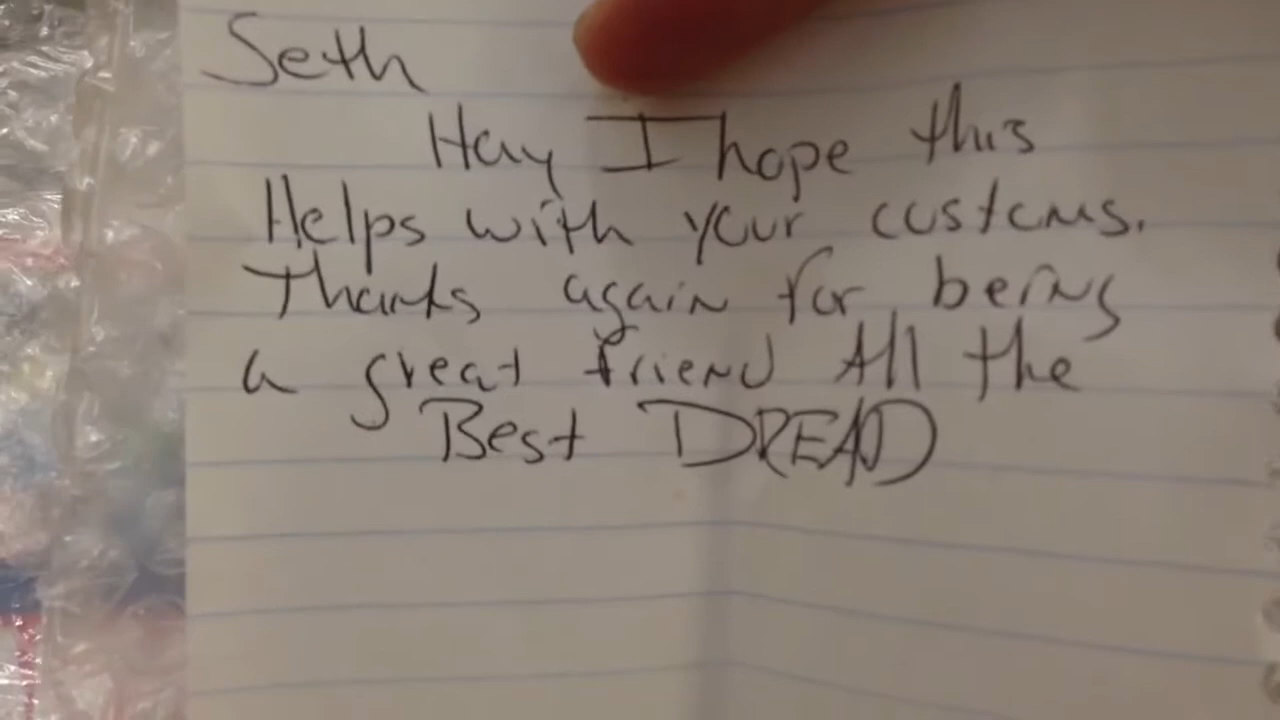 Seth
Hay I hope this
Helps with your customs.
Thanks again for being
a great friend All the
Best DREAD